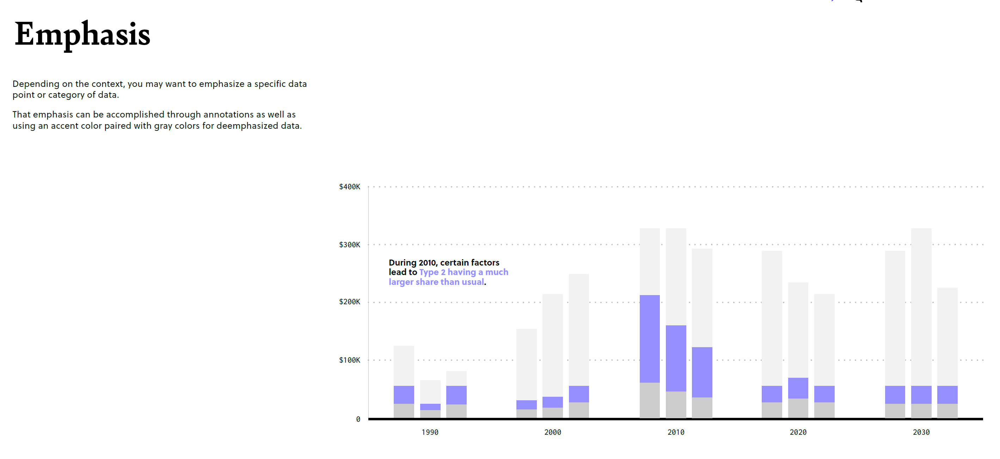 Emphasis
Depending on the context, you may want to emphasize a specific data
point or category of data.
That emphasis can be accomplished through annotations as well as
using an accent color paired with gray colors for deemphasized data.
$400K
$300K
During 2010, certain factors
lead to Type 2 having a much
larger share than usual.
$200K
$100K
0
1990 2000 2010 2020 2030